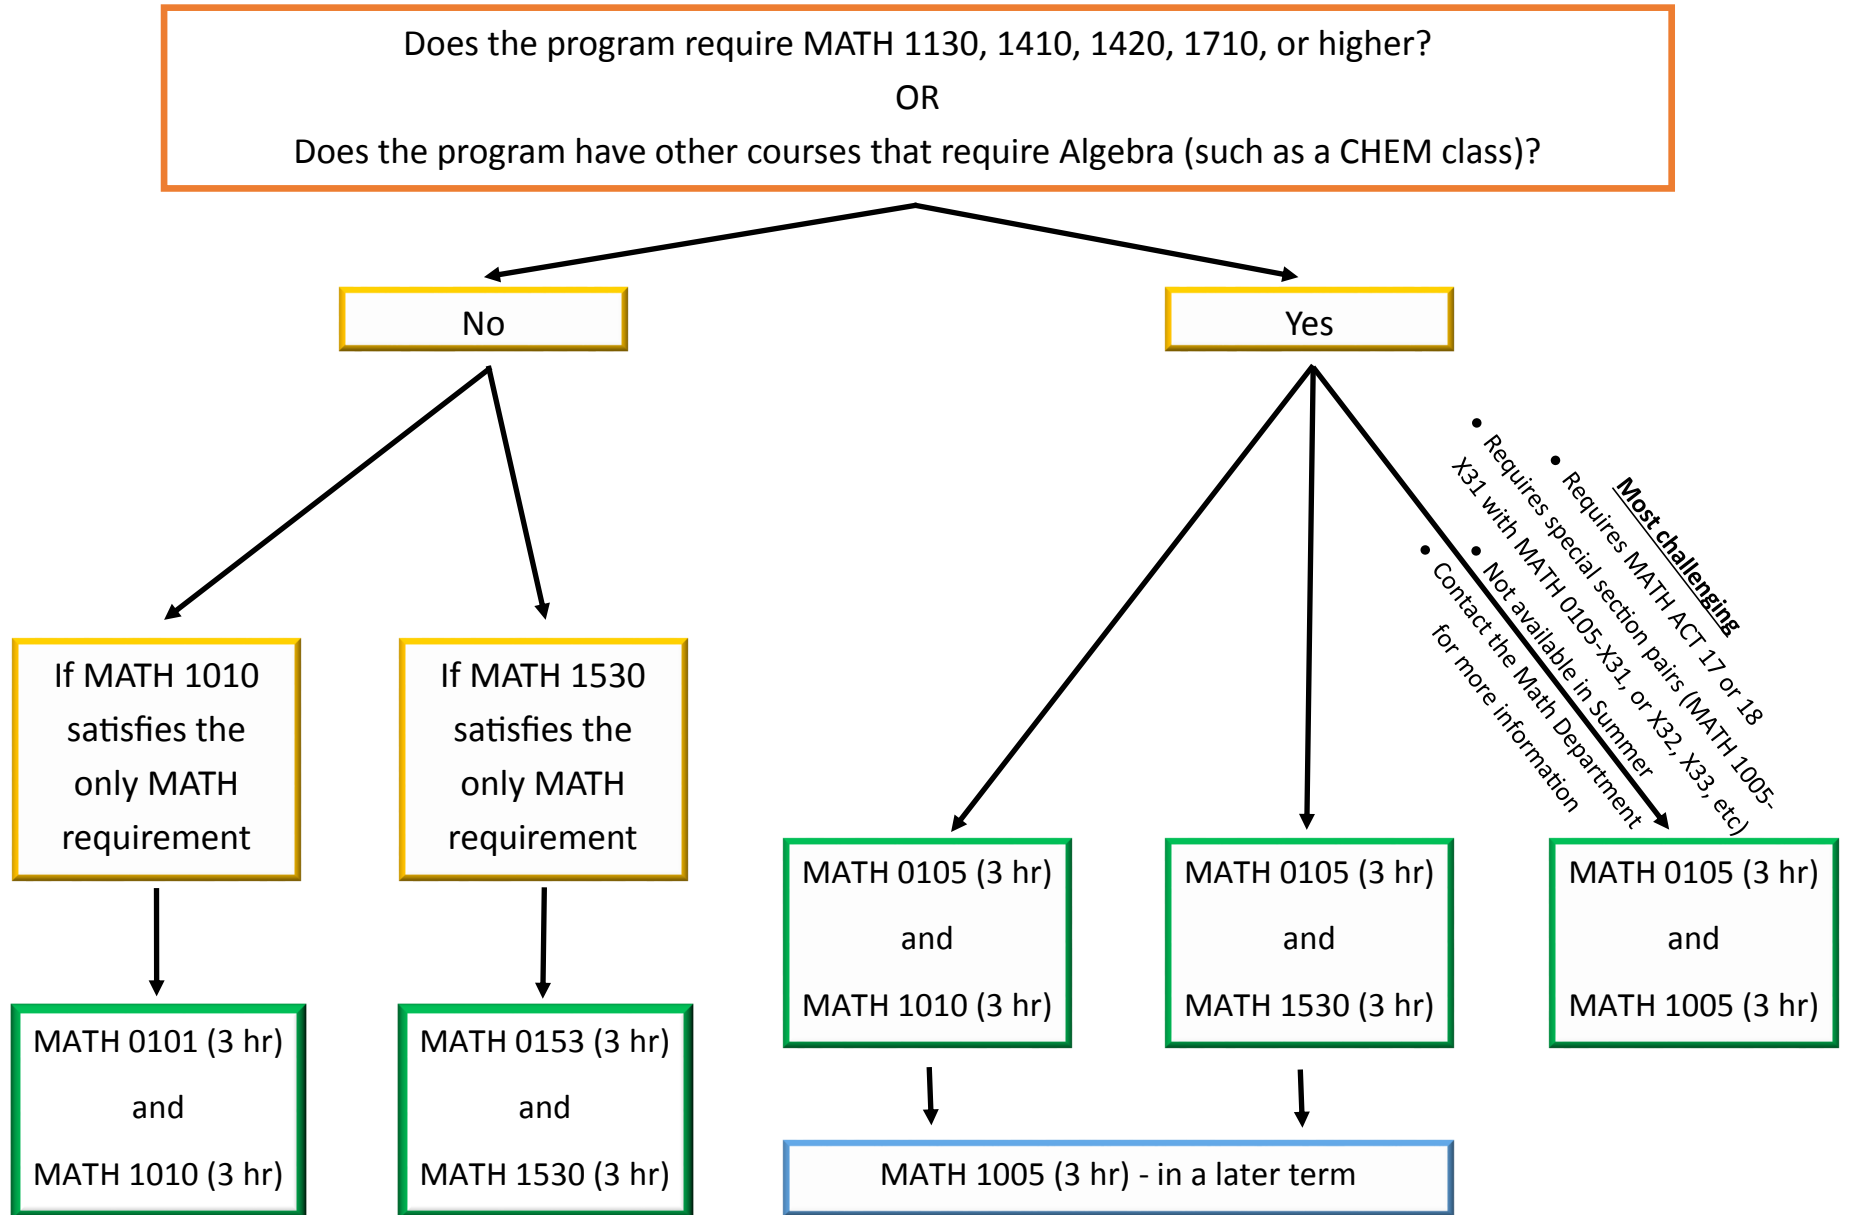 Does the program require MATH 1130, 1410, 1420, 1710, or higher?
OR
Does the program have other courses that require Algebra (such as a CHEM class)?
No
Yes
Most challenging
• Requires MATH ACT 17 or 18
• Requires special section pairs (MATH 1005-
X31 with MATH 0105-X31, or X32, X33, etc)
• Not available in Summer
• Contact the Math Department
for more information
If MATH 1010
satisfies the
only MATH
requirement
If MATH 1530
satisfies the
only MATH
requirement
MATH 0105 (3 hr)
and
MATH 1010 (3 hr)
MATH 0105 (3 hr)
and
MATH 1530 (3 hr)
MATH 0105 (3 hr)
and
MATH 1005 (3 hr)
MATH 0101 (3 hr)
and
MATH 1010 (3 hr)
MATH 0153 (3 hr)
and
MATH 1530 (3 hr)
MATH 1005 (3 hr) - in a later term